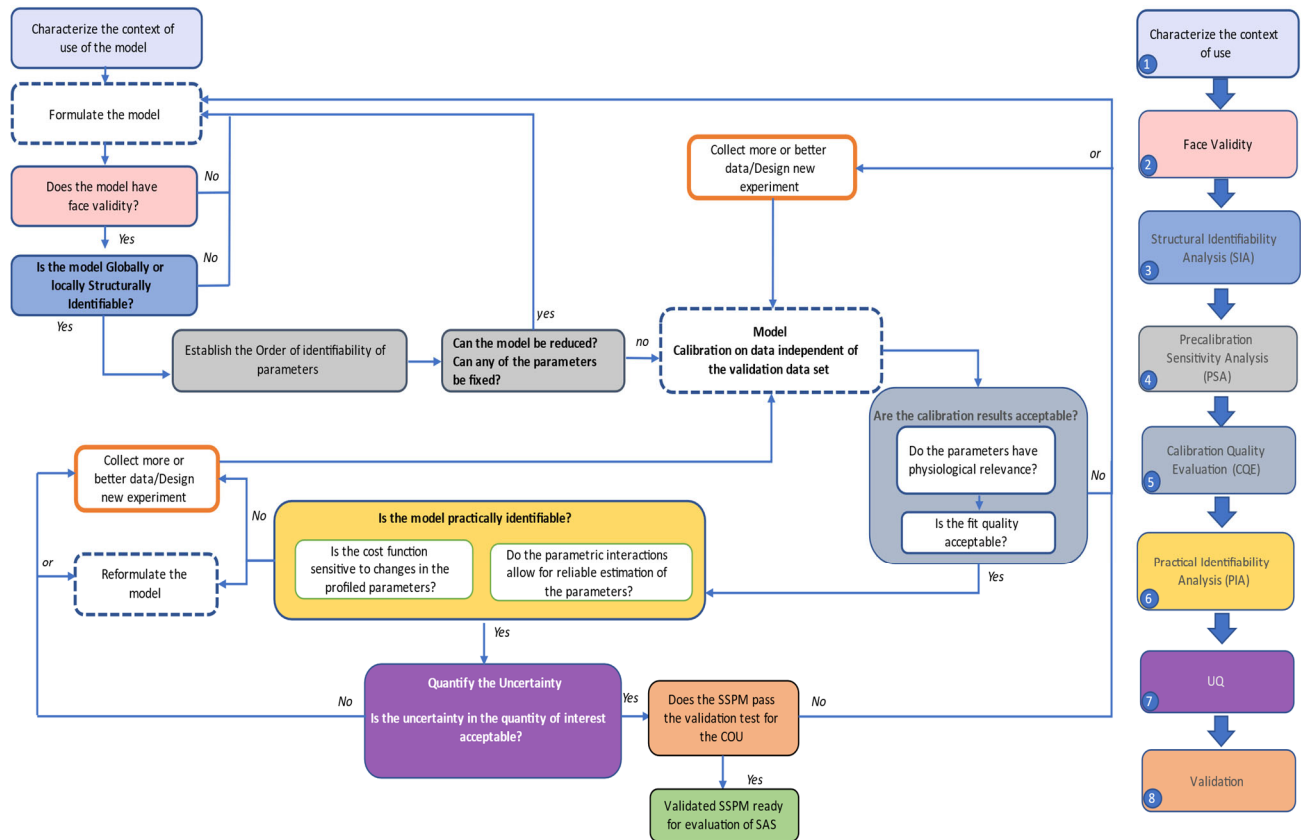 Characterize the context of
use of the model
Formulate the model
Does the model have
face validity?
No
Yes
Is the model Globally or
locally Structurally
Identifiable?
No
Yes
Establish the Order of identifiability of
parameters
Can the model be reduced?
Can any of the parameters
be fixed?
yes
no
Collect more or better
data/Design new
experiment
or
Model
Calibration on data independent of
the validation data set
Are the calibration results acceptable?
Do the parameters have
physiological relevance?
Is the fit quality
acceptable?
No
Yes
Collect more or
better data/Design
new experiment
No
or
Reformulate the
model
Is the model practically identifiable?
Is the cost function
sensitive to changes in the
profiled parameters?
Do the parametric interactions
allow for reliable estimation of
the parameters?
Yes
No
Quantify the Uncertainty
Is the uncertainty in the quantity of interest
acceptable?
Yes
Does the SSPM pass
the validation test for
the COU
No
Yes
Validated SSPM ready
for evaluation of SAS
Characterize the context
of use
1
Face Validity
2
Structural Identifiability
Analysis (SIA)
3
Precalibration
Sensitivity Analysis
(PSA)
4
Calibration Quality
Evaluation (CQE)
5
Practical Identifiability
Analysis (PIA)
6
UQ
7
Validation
8